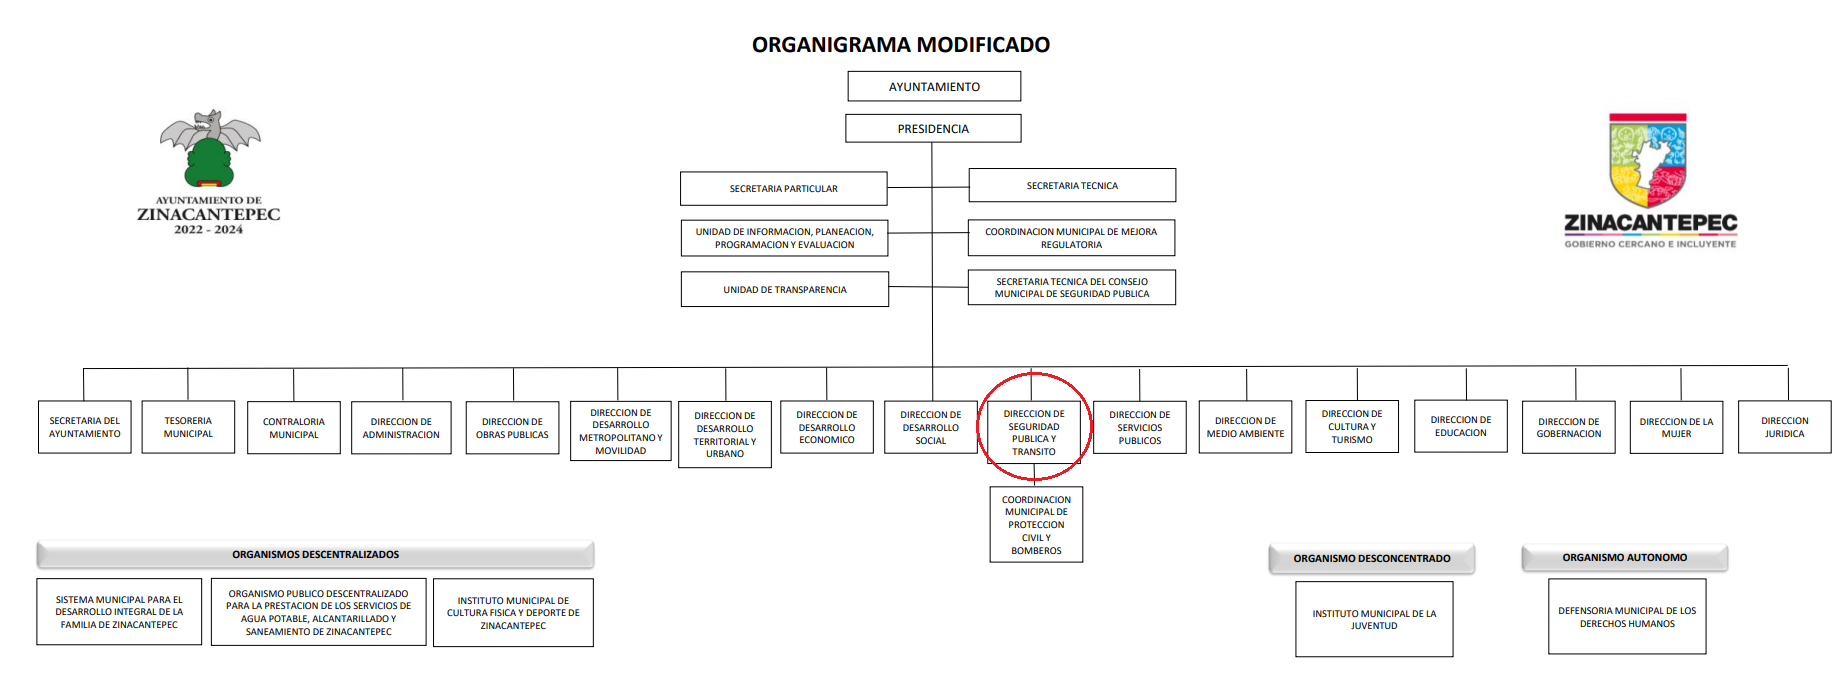 ORGANIGRAMA MODIFICADO
AYUNTAMIENTO
PRESIDENCIA
AYUNTAMIENTO DE
ZINACANTEPEC
2022 - 2024
ZINACANTEPEC
GOBIERNO CERCANO E INCLUYENTE
SECRETARIA PARTICULAR
SECRETARIA TECNICA
UNIDAD DE INFORMACION, PLANEACION,
PROGRAMACION Y EVALUACION
COORDINACION MUNICIPAL DE MEJORA
REGULATORIA
UNIDAD DE TRANSPARENCIA
SECRETARIA TECNICA DEL CONSEJO
MUNICIPAL DE SEGURIDAD PUBLICA
SECRETARIA DEL
AYUNTAMIENTO
TESORERIA
MUNICIPAL
CONTRALORIA
MUNICIPAL
DIRECCION DE
ADMINISTRACION
DIRECCION DE
OBRAS PUBLICAS
DIRECCION DE
DESARROLLO
METROPOLITANO Y
MOVILIDAD
DIRECCION DE
DESARROLLO
TERRITORIAL Y
URBANO
DIRECCION DE
DESARROLLO
ECONOMICO
DIRECCION DE
DESARROLLO
SOCIAL
DIRECCION DE
SEGURIDAD
PUBLICA Y
TRANSITO
DIRECCION DE
SERVICIOS
PUBLICOS
DIRECCION DE
MEDIO AMBIENTE
DIRECCION DE
CULTURA Y
TURISMO
DIRECCION DE
EDUCACION
DIRECCION DE
GOBERNACION
DIRECCION DE LA
MUJER
DIRECCION
JURIDICA
COORDINACION
MUNICIPAL DE
PROTECCION
CIVIL Y
BOMBEROS
ORGANISMOS DESCENTRALIZADOS
SISTEMA MUNICIPAL PARA EL
DESARROLLO INTEGRAL DE LA
FAMILIA DE ZINACANTEPEC
ORGANISMO PUBLICO DESCENTRALIZADO
PARA LA PRESTACION DE LOS SERVICIOS DE
AGUA POTABLE, ALCANTARILLADO Y
SANEAMIENTO DE ZINACANTEPEC
INSTITUTO MUNICIPAL DE
CULTURA FISICA Y DEPORTE DE
ZINACANTEPEC
ORGANISMO DESCONCENTRADO
INSTITUTO MUNICIPAL DE LA
JUVENTUD
ORGANISMO AUTONOMO
DEFENSORIA MUNICIPAL DE LOS
DERECHOS HUMANOS